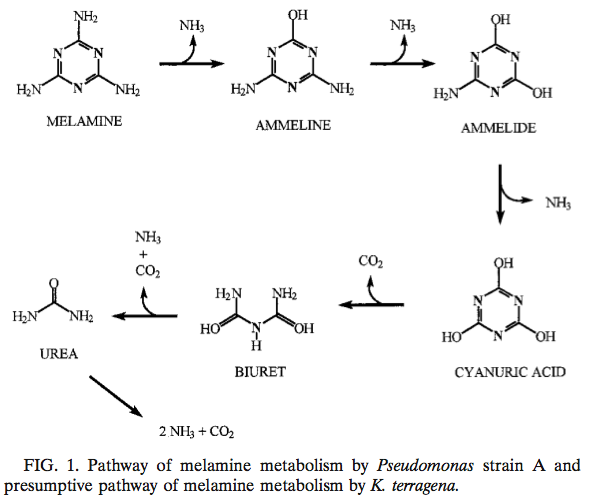 NH2
N
N
N
H2N
NH2
MELAMINE
NH3
OH
N
N
N
H2N
NH2
AMMELINE
NH3
OH
N
N
N
H2N
OH
AMMELIDE
NH3
OH
N
N
N
HO
OH
CYANURIC ACID
CO2
H2N
NH2
HO
N
H
OH
BIURET
NH3
+
CO2
O
H2N
NH2
UREA
2 NH3 + CO2
FIG. 1. Pathway of melamine metabolism by Pseudomonas strain A and
presumptive pathway of melamine metabolism by K. terragena.